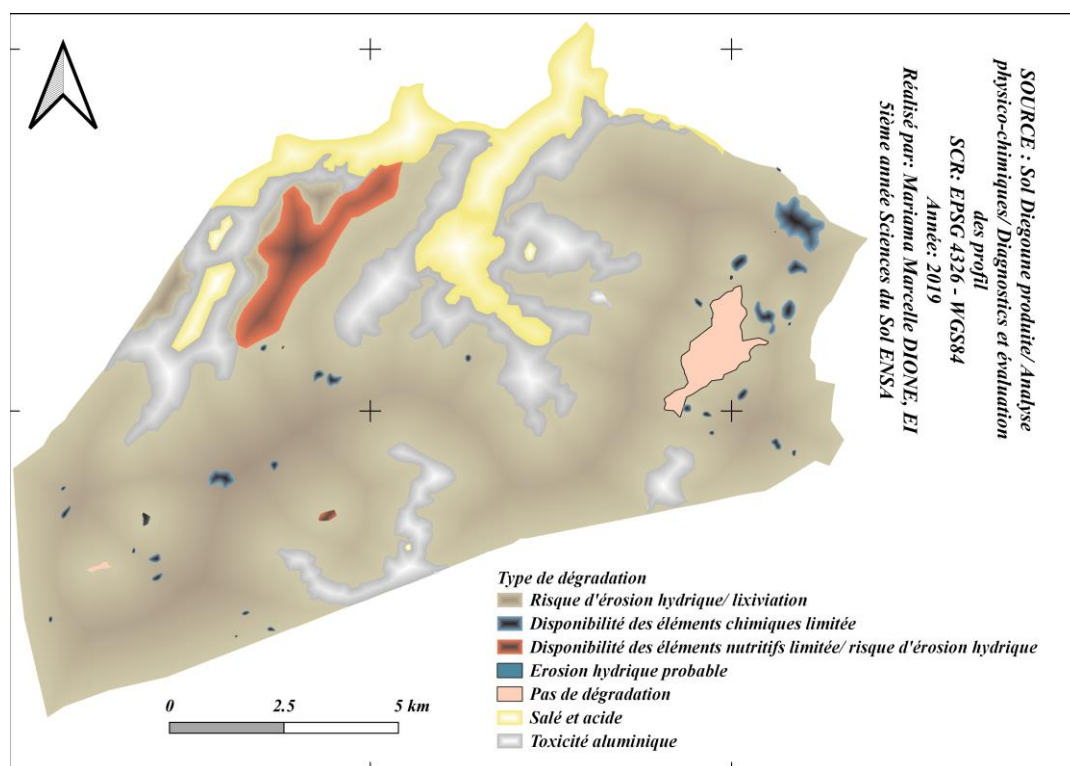 SOURCE : Sol Diegoune produite/ Analyse
physico-chimiques/ Diagnostics et évaluation
des profil
SCR: EPSG 4326 - WGS84
Année: 2019
Réalisé par: Mariama Marcelle DIONE, EI
5ième année Sciences du Sol ENSA
Type de dégradation
Risque d'érosion hydrique/ lixiviation
Disponibilité des éléments chimiques limitée
Disponibilité des éléments nutritifs limitée/ risque d'érosion hydrique
Erosion hydrique probable
Pas de dégradation
Salé et acide
Toxicité aluminique
0 2.5 5 km